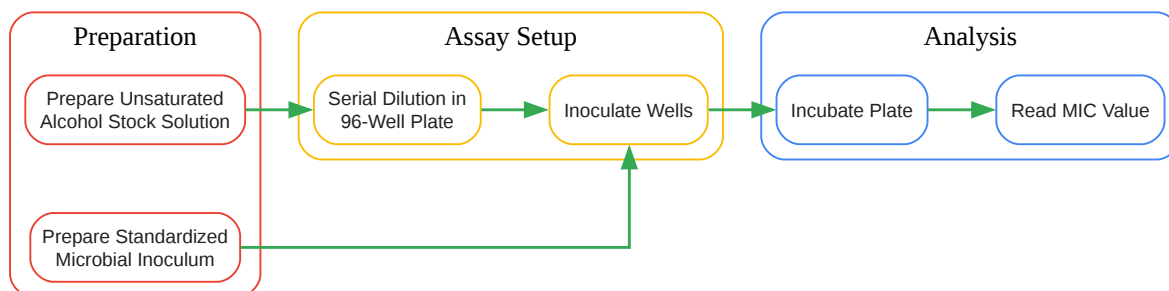 Preparation
Prepare Unsaturated
Alcohol Stock Solution
Prepare Standardized
Microbial Inoculum
Assay Setup
Serial Dilution in
96-Well Plate
Inoculate Wells
Analysis
Incubate Plate
Read MIC Value